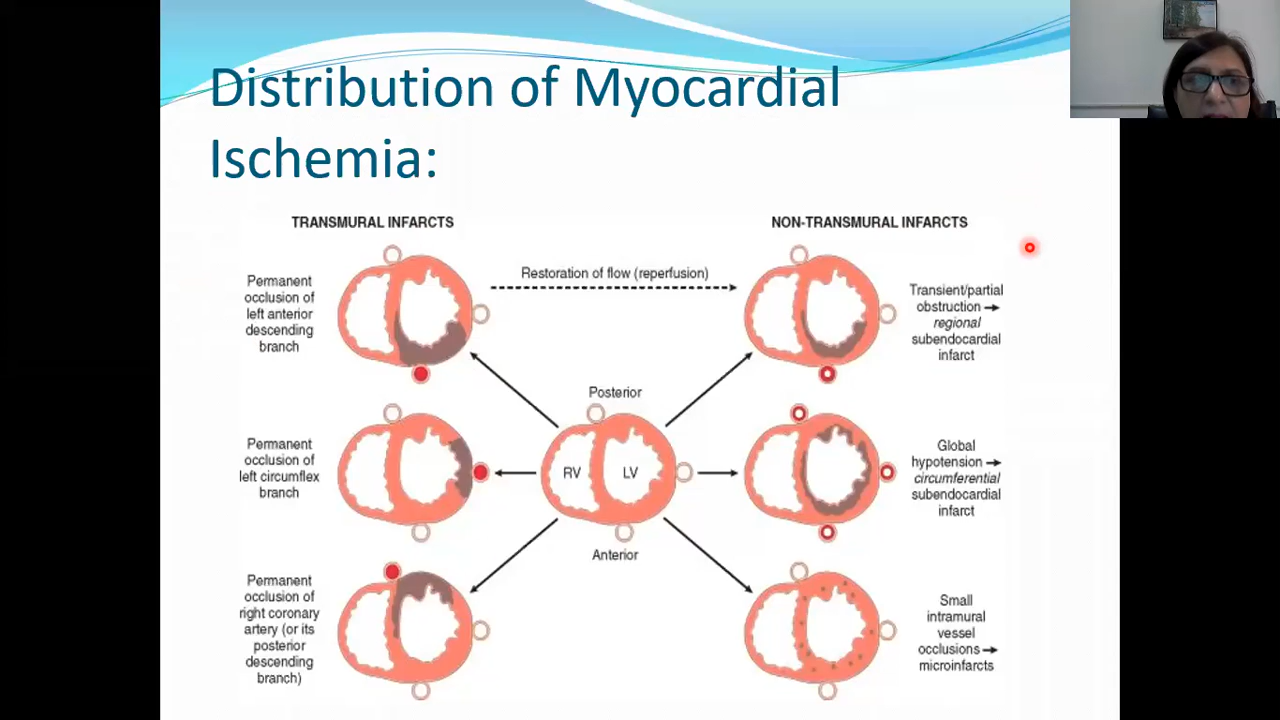 Distribution of Myocardial
Ischemia:
TRANSMURAL INFARCTS
NON-TRANSMURAL INFARCTS
Permanent
occlusion of
left anterior
descending
branch
Restoration of flow (reperfusion)
Transient/partial
obstruction →
regional
subendocardial
infarct
Posterior
Permanent
occlusion of
left circumflex
branch
RV
LV
Global
hypotension →
circumferential
subendocardial
infarct
Anterior
Permanent
occlusion of
right coronary
artery (or its
posterior
descending
branch)
Small
intramural
vessel
occlusions →
microinfarcts